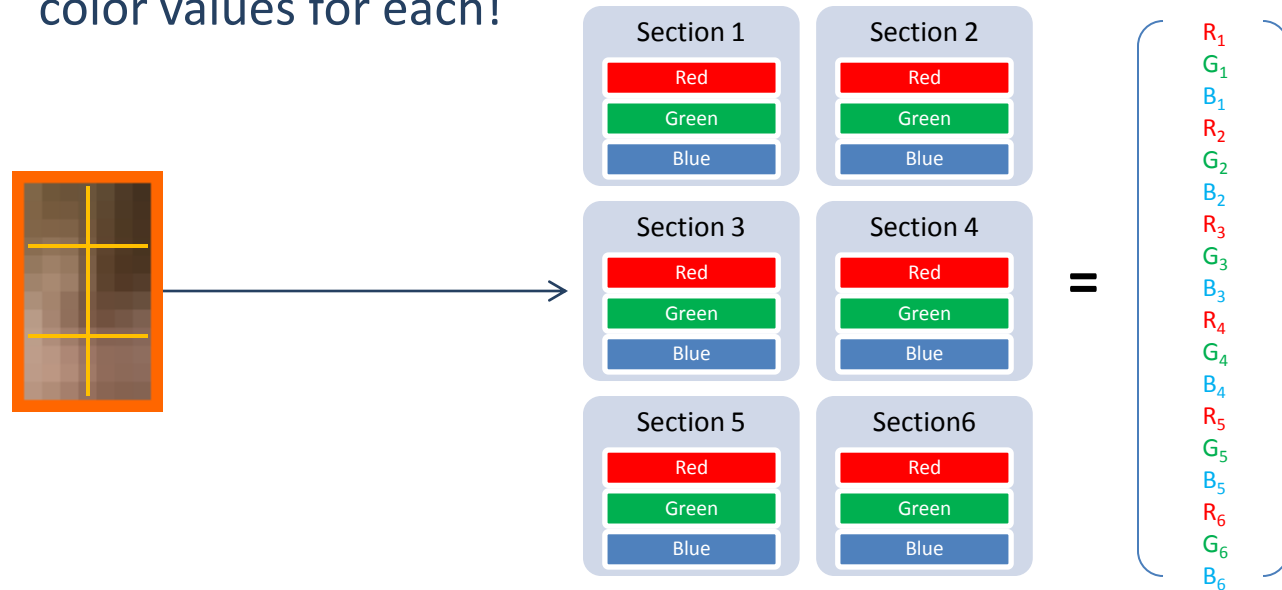 color values for each!
Section 1
Red
Green
Blue
Section 2
Red
Green
Blue
Section 3
Red
Green
Blue
Section 4
Red
Green
Blue
Section 5
Red
Green
Blue
Section6
Red
Green
Blue
=
R₁
G₁
B₁
R₂
G₂
B₂
R₃
G₃
B₃
R₄
G₄
B₄
R₅
G₅
B₅
R₆
G₆
B₆